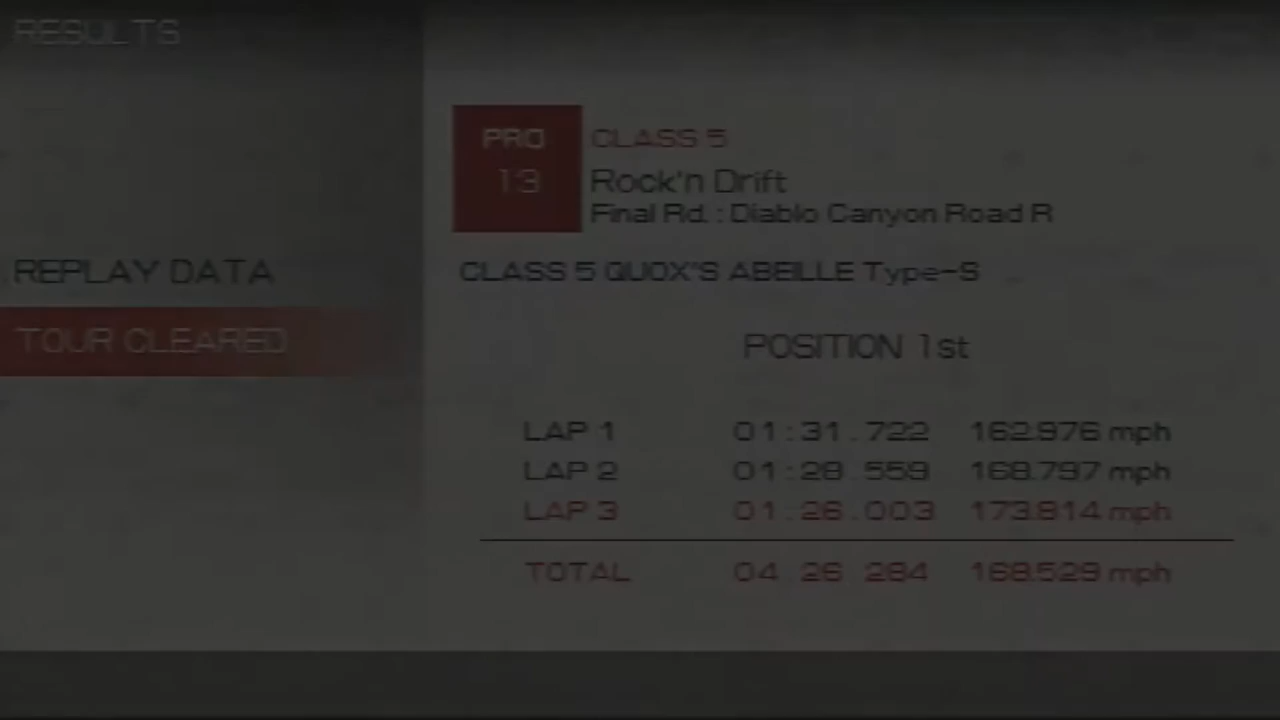 RESULTS
PRO
13
CLASS 5
Rock'n Drift
Final Rd. : Diablo Canyon Road R
REPLAY DATA
CLASS 5 QUOX'S ABEILLE Type-S
TOUR CLEARED
POSITION 1st
LAP 1 01:31.722 162.976 mph
LAP 2 01:28.559 168.797 mph
LAP 3 01:26.003 173.814 mph
TOTAL 04:26.284 168.529 mph